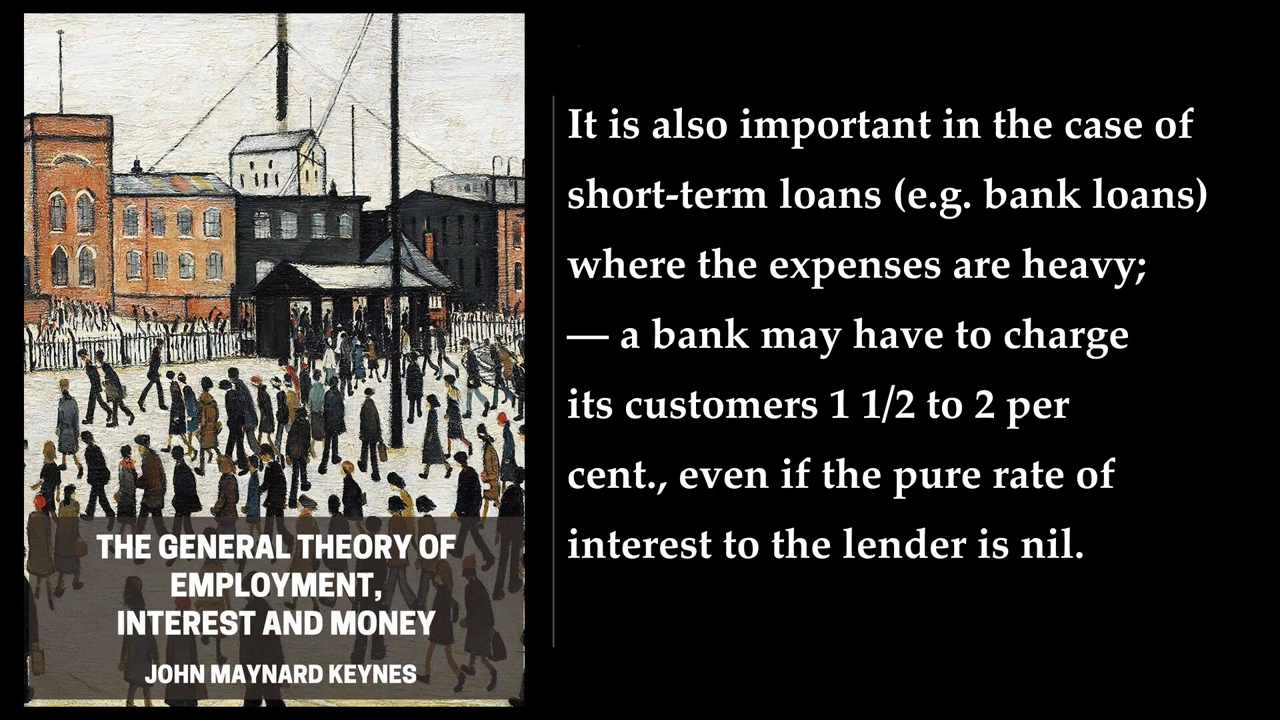 It is also important in the case of
short-term loans (e.g. bank loans)
where the expenses are heavy;
— a bank may have to charge
its customers 1 1/2 to 2 per
cent., even if the pure rate of
interest to the lender is nil.
THE GENERAL THEORY OF
EMPLOYMENT,
INTEREST AND MONEY
JOHN MAYNARD KEYNES